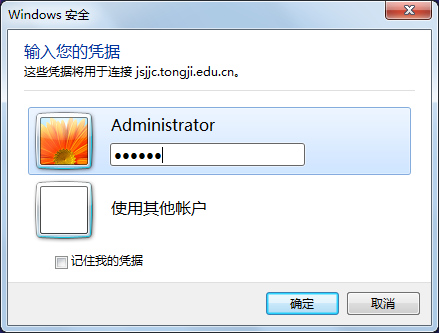 Windows 安全
输入您的凭据
这些凭据将用于连接 jsjjc.tongji.edu.cn。
Administrator
●●●●●●
使用其他帐户
记住我的凭据
确定
取消